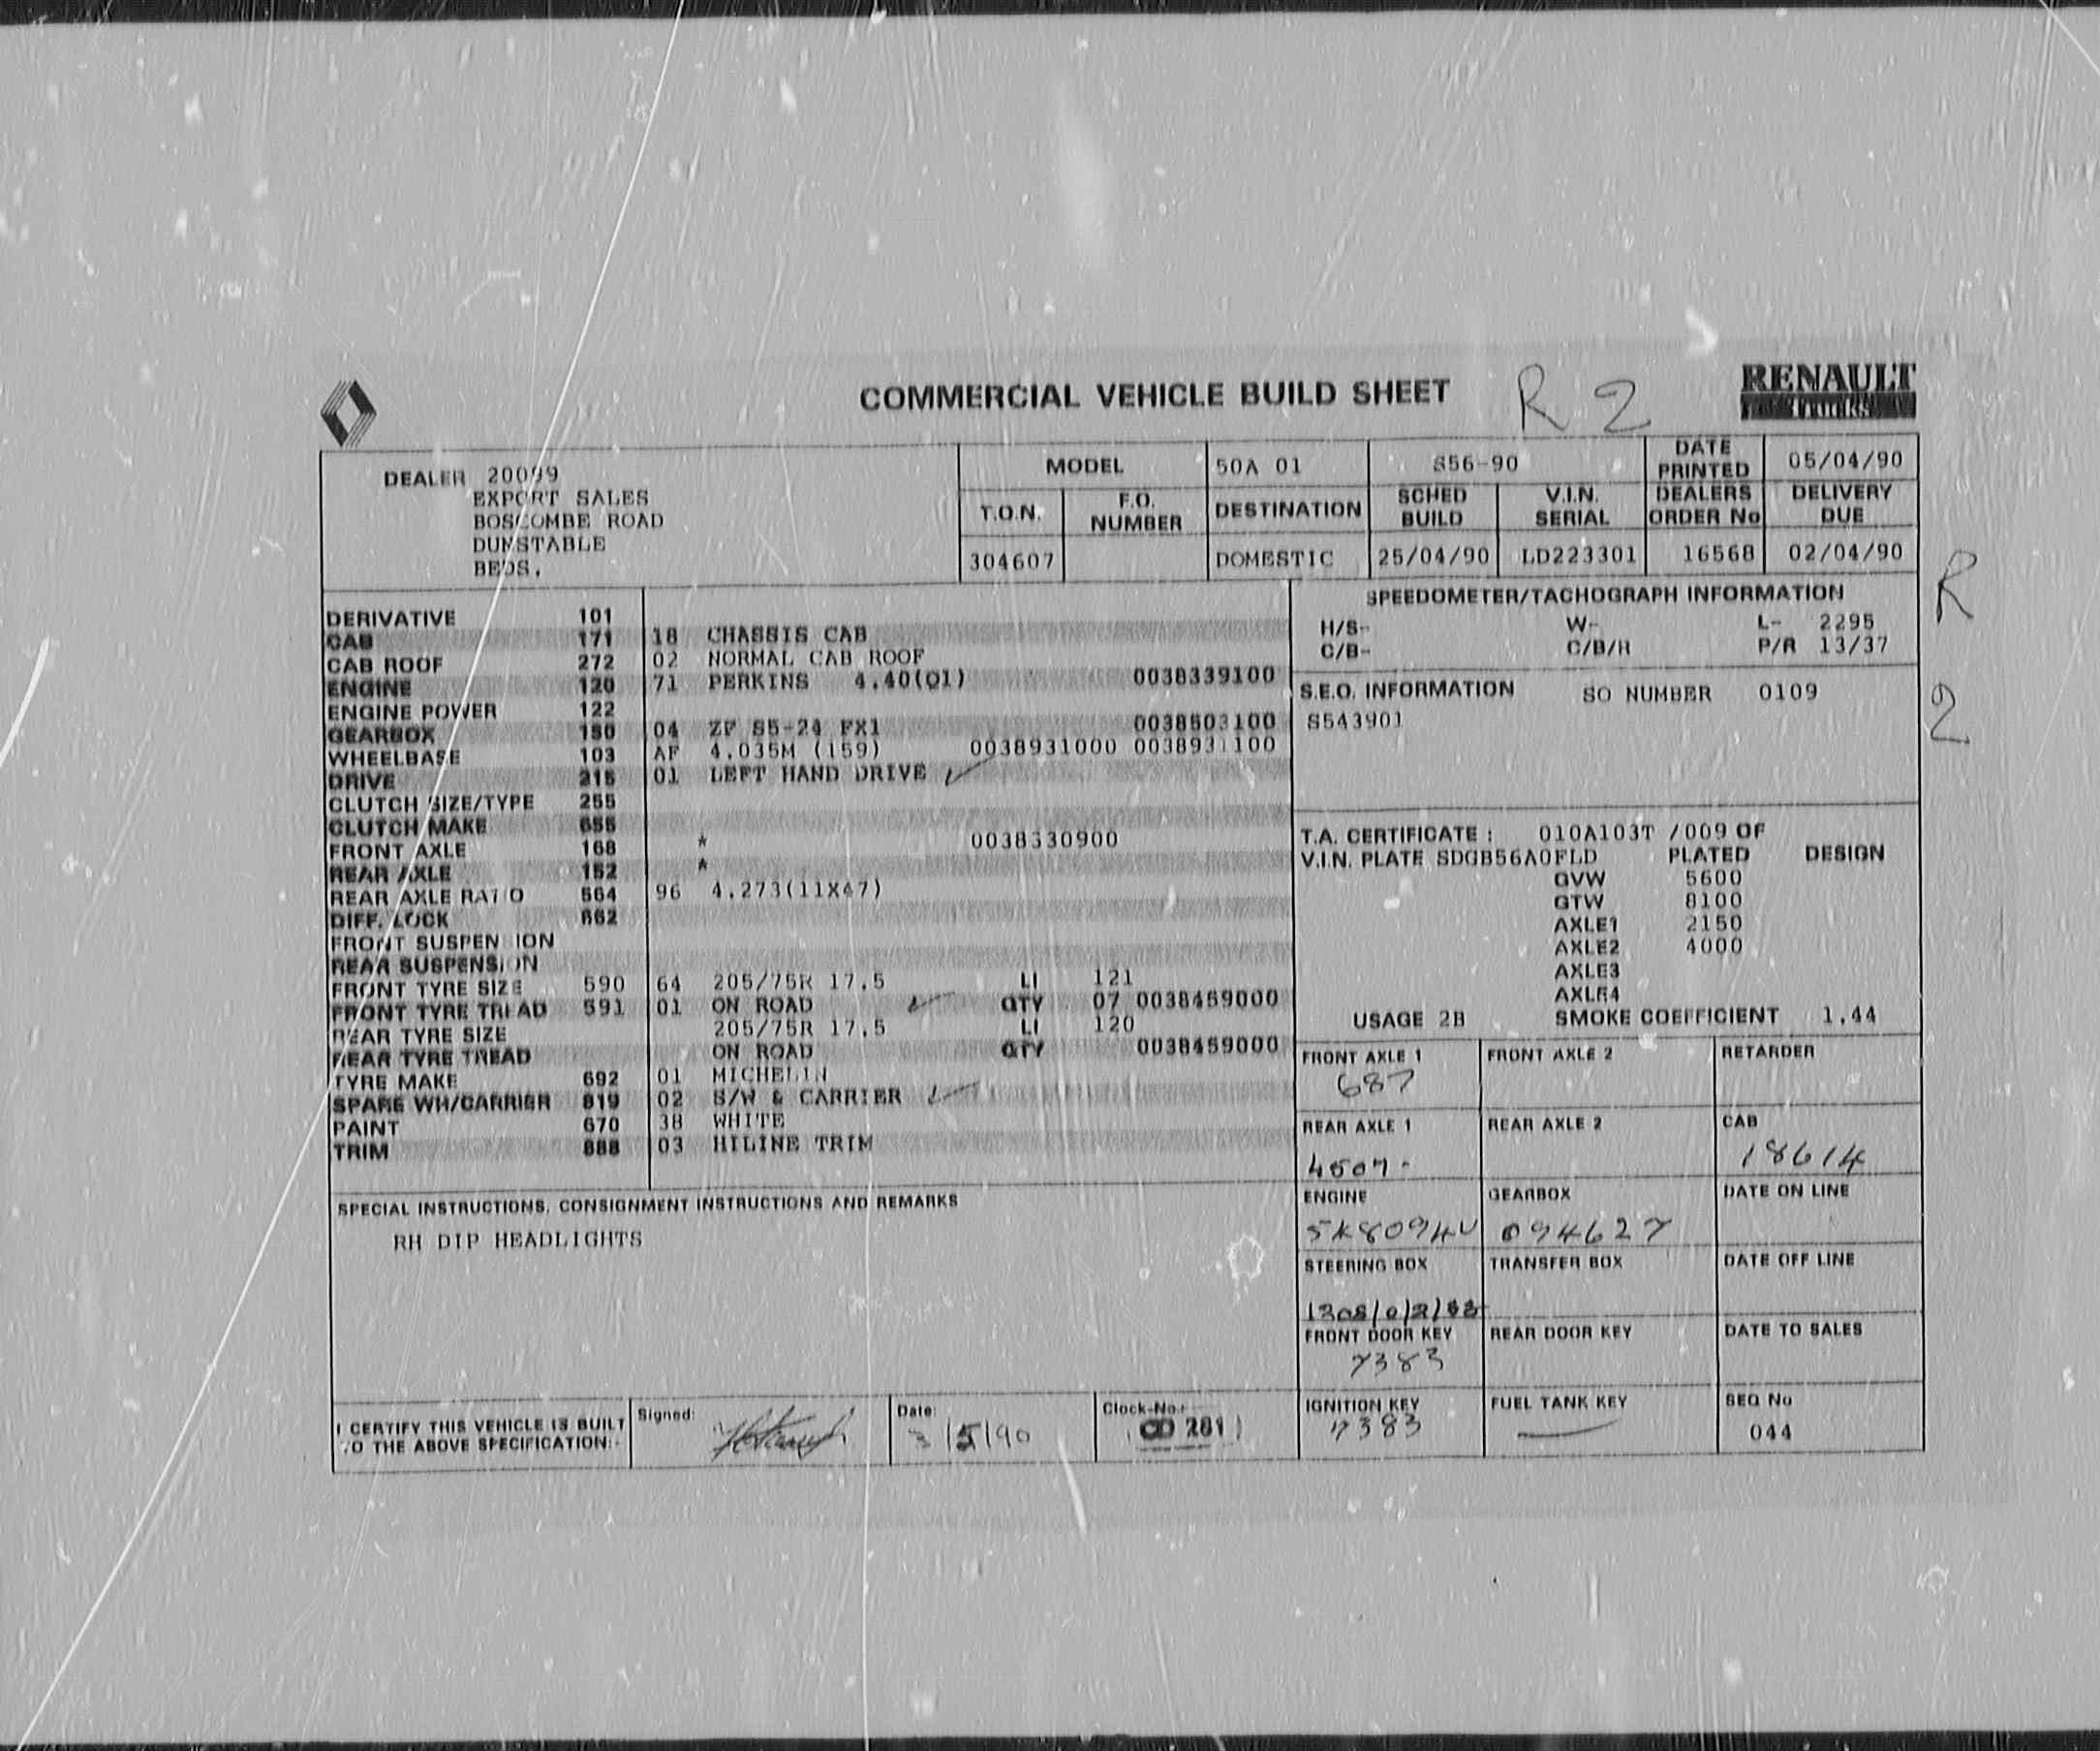 COMMERCIAL VEHICLE BUILD SHEET R 2 RENAULT
Trucks
DEALER 20099
EXPORT SALES
BOSCOMBE ROAD
DUNSTABLE
BEDS.
MODEL 50A 01 S56-90 DATE PRINTED 05/04/90
T.O.N. F.O. NUMBER DESTINATION SCHED BUILD V.I.N. SERIAL DEALERS ORDER No DELIVERY DUE
304607 DOMESTIC 25/04/90 LD223301 16568 02/04/90
R
2
DERIVATIVE 101
CAB 171 18 CHASSIS CAB
CAB ROOF 272 02 NORMAL CAB ROOF
ENGINE 120 71 PERKINS 4.40(Q1) 0038339100
ENGINE POWER 122
GEARBOX 150 04 ZF S5-24 FX1 0038503100
WHEELBASE 103 AF 4.035M (159) 0038931000 0038931100
DRIVE 215 01 LEFT HAND DRIVE ✓
CLUTCH SIZE/TYPE 255
CLUTCH MAKE 655
FRONT AXLE 168 * 0038330900
REAR AXLE 152 *
REAR AXLE RATIO 564 96 4.273(11X47)
DIFF. LOCK 662
FRONT SUSPENSION
REAR SUSPENSION
FRONT TYRE SIZE 590 64 205/75R 17.5 LI 121
FRONT TYRE TREAD 591 01 ON ROAD ✓ QTY 07 0038459000
REAR TYRE SIZE 205/75R 17.5 LI 120
REAR TYRE TREAD ON ROAD QTY 0038459000
TYRE MAKE 692 01 MICHELIN
SPARE WH/CARRIER 819 02 S/W & CARRIER ✓
PAINT 670 38 WHITE
TRIM 888 03 HILINE TRIM
SPEEDOMETER/TACHOGRAPH INFORMATION
H/S- W- L- 2295
C/B- C/B/R P/R 13/37
S.E.O. INFORMATION SO NUMBER 0109
S543901
T.A. CERTIFICATE : 010A103T /009 OF
V.I.N. PLATE SDGB56A0FLD PLATED DESIGN
GVW 5600
GTW 8100
AXLE1 2150
AXLE2 4000
AXLE3
AXLE4
USAGE 2B SMOKE COEFFICIENT 1.44
FRONT AXLE 1 FRONT AXLE 2 RETARDER
687
REAR AXLE 1 REAR AXLE 2 CAB
4507 18614
ENGINE GEARBOX DATE ON LINE
5K8094U 094627
STEERING BOX TRANSFER BOX DATE OFF LINE
FRONT DOOR KEY REAR DOOR KEY DATE TO SALES
7383
IGNITION KEY FUEL TANK KEY SEQ No
7383 — 044
SPECIAL INSTRUCTIONS, CONSIGNMENT INSTRUCTIONS AND REMARKS
RH DIP HEADLIGHTS
I CERTIFY THIS VEHICLE IS BUILT
TO THE ABOVE SPECIFICATION:-
Signed:
Date: 3/5/90
Clock-No.: CD 281